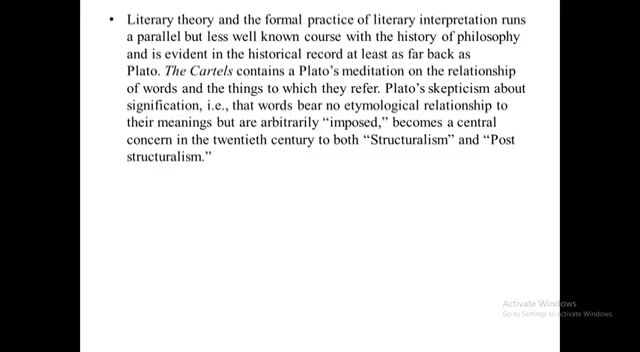 • Literary theory and the formal practice of literary interpretation runs
a parallel but less well known course with the history of philosophy
and is evident in the historical record at least as far back as
Plato. The Cartels contains a Plato's meditation on the relationship
of words and the things to which they refer. Plato's skepticism about
signification, i.e., that words bear no etymological relationship to
their meanings but are arbitrarily “imposed,” becomes a central
concern in the twentieth century to both “Structuralism” and “Post
structuralism.”
Activate Windows
Go to Settings to activate Windows.